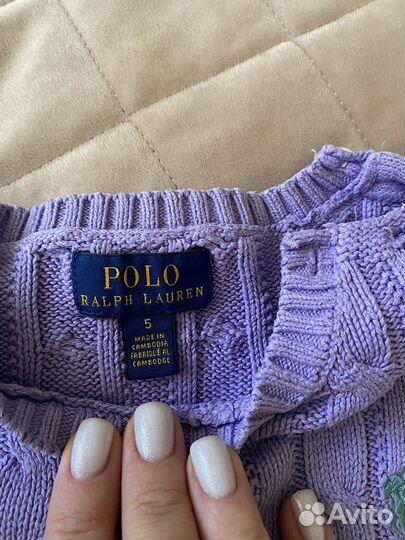 POLO
RALPH LAUREN
5
MADE IN
CAMBODIA
FABRIQUÉ AU
CAMBODGE
Avito